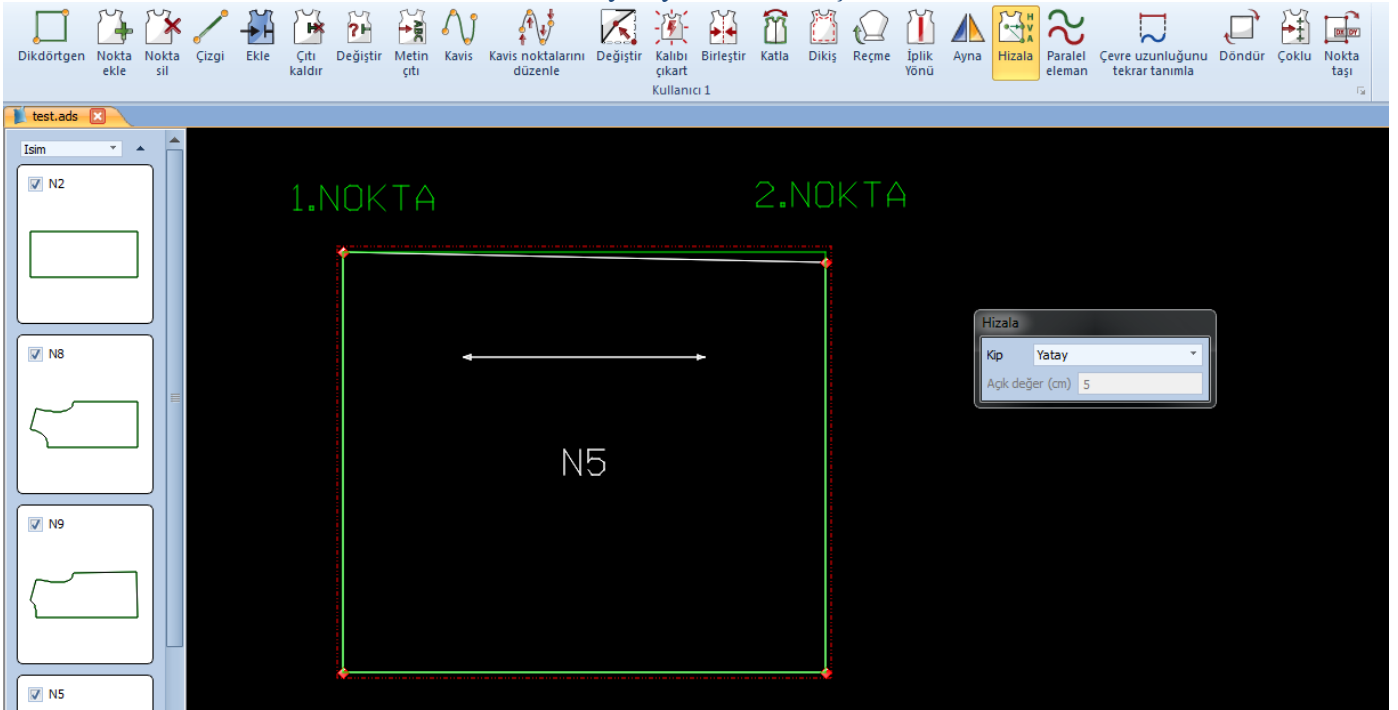 Dikdörtgen Nokta ekle Nokta sil Çizgi Ekle Çıtı kaldır Değiştir Metin çıtı Kavis Kavis noktalarını düzenle Değiştir Kalıbı çıkart Birleştir Katla Dikiş Reçme İplik Yönü Ayna Hizala Paralel eleman Çevre uzunluğunu tekrar tanımla Döndür Çoklu Nokta taşı
Kullanıcı 1
test.ads
Isim
N2
N8
N9
N5
1.NOKTA 2.NOKTA
N5
Hizala
Kip Yatay
Açık değer (cm) 5